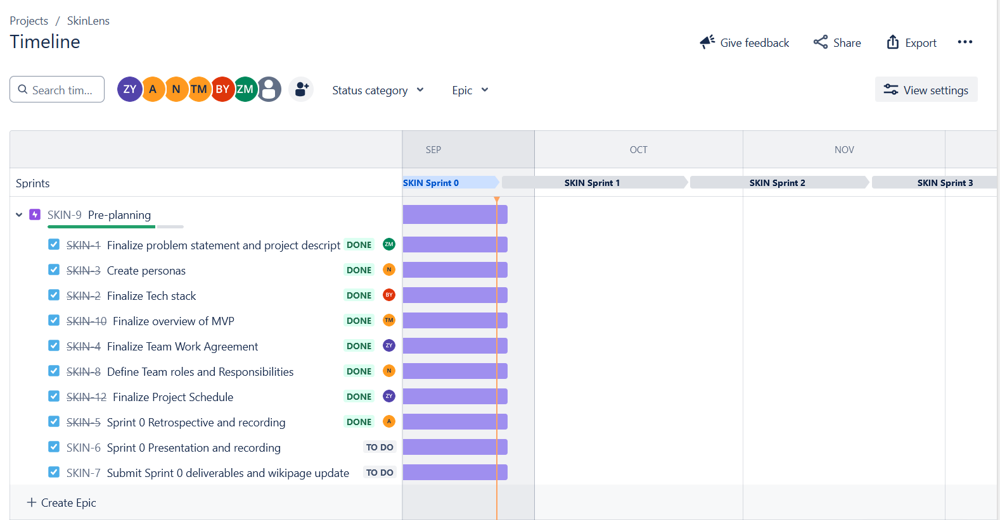 Projects / SkinLens
Timeline
Give feedback Share Export
Search tim... ZY A N TM BY ZM Status category Epic View settings
SEP OCT NOV
Sprints SKIN Sprint 0 SKIN Sprint 1 SKIN Sprint 2 SKIN Sprint 3
SKIN-9 Pre-planning
SKIN-1 Finalize problem statement and project descript DONE ZM
SKIN-3 Create personas DONE N
SKIN-2 Finalize Tech stack DONE BY
SKIN-10 Finalize overview of MVP DONE TM
SKIN-4 Finalize Team Work Agreement DONE ZY
SKIN-8 Define Team roles and Responsibilities DONE N
SKIN-12 Finalize Project Schedule DONE ZY
SKIN-5 Sprint 0 Retrospective and recording DONE A
SKIN-6 Sprint 0 Presentation and recording TO DO
SKIN-7 Submit Sprint 0 deliverables and wikipage update TO DO
+ Create Epic